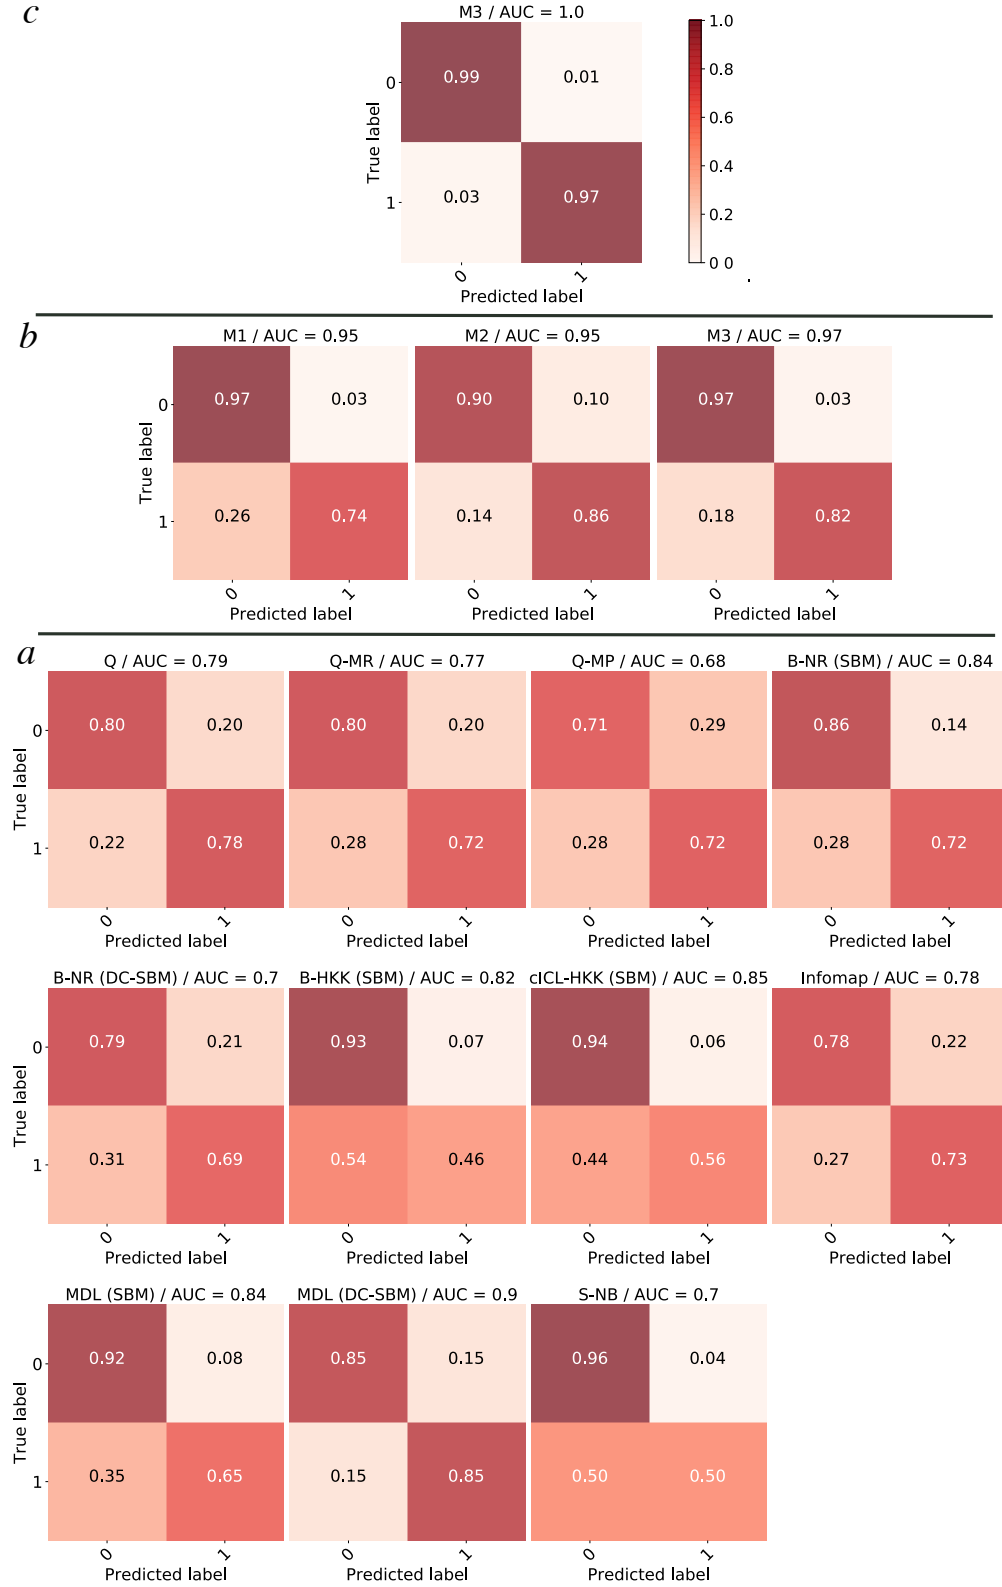 c
M3 / AUC = 1.0
0.99 0.01
0.03 0.97
0
1
True label
0 1
Predicted label
1.0
0.8
0.6
0.4
0.2
0 0
.
b
M1 / AUC = 0.95 M2 / AUC = 0.95 M3 / AUC = 0.97
0 0.97 0.03 0.90 0.10 0.97 0.03
True label
1 0.26 0.74 0.14 0.86 0.18 0.82
0 1 0 1 0 1
Predicted label Predicted label Predicted label
a
Q / AUC = 0.79 Q-MR / AUC = 0.77 Q-MP / AUC = 0.68 B-NR (SBM) / AUC = 0.84
0 0.80 0.20 0.80 0.20 0.71 0.29 0.86 0.14
True label
1 0.22 0.78 0.28 0.72 0.28 0.72 0.28 0.72
0 1 0 1 0 1 0 1
Predicted label Predicted label Predicted label Predicted label
B-NR (DC-SBM) / AUC = 0.7 B-HKK (SBM) / AUC = 0.82 cICL-HKK (SBM) / AUC = 0.85 Infomap / AUC = 0.78
0 0.79 0.21 0.93 0.07 0.94 0.06 0.78 0.22
True label
1 0.31 0.69 0.54 0.46 0.44 0.56 0.27 0.73
0 1 0 1 0 1 0 1
Predicted label Predicted label Predicted label Predicted label
MDL (SBM) / AUC = 0.84 MDL (DC-SBM) / AUC = 0.9 S-NB / AUC = 0.7
0 0.92 0.08 0.85 0.15 0.96 0.04
True label
1 0.35 0.65 0.15 0.85 0.50 0.50
0 1 0 1 0 1
Predicted label Predicted label Predicted label